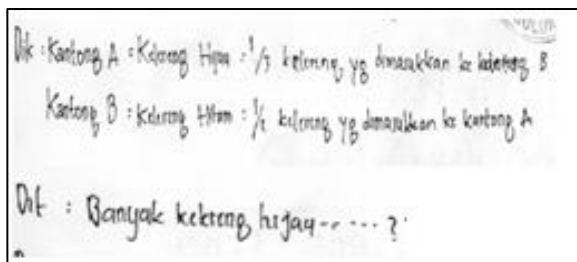 Dik : Kantong A : Kelereng Hijau : 1/3 kelereng yg dimasukkan ke kelereng B
Kantong B : Kelereng Hitam : 1/2 kelereng yg dimasukkan ke kantong A
Dit : Banyak kelereng hijau-- ---- ?